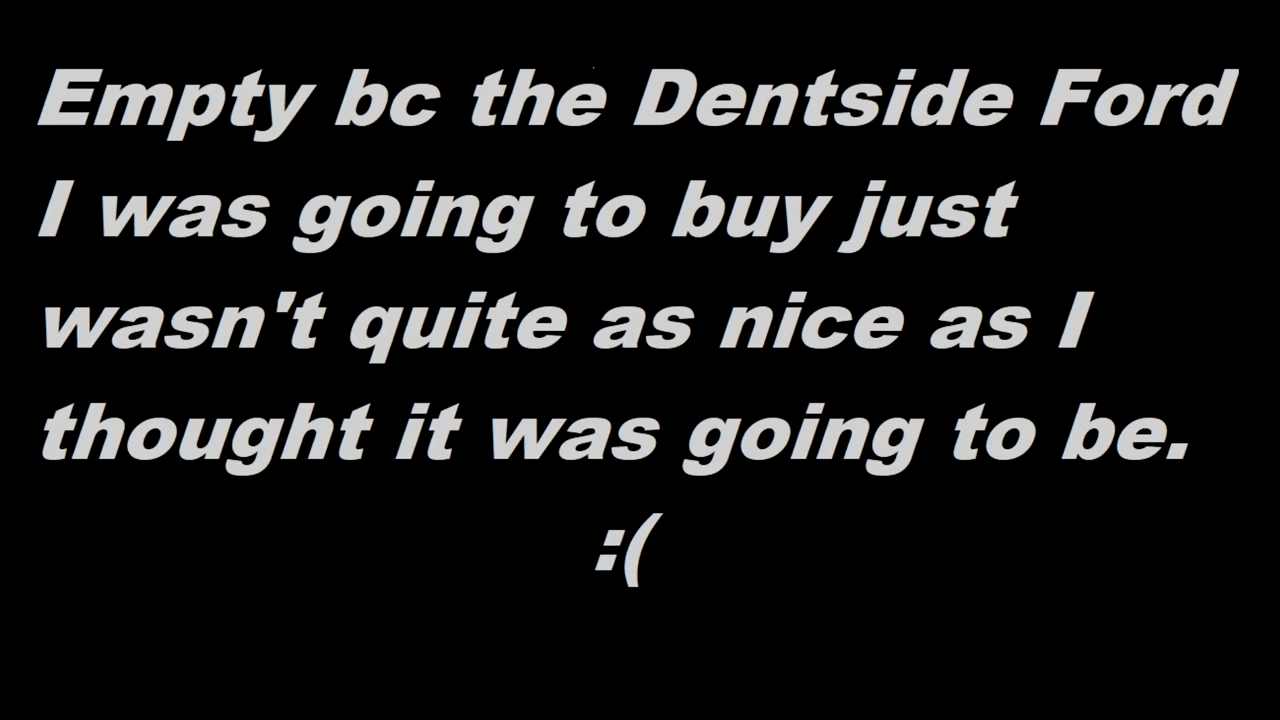 Empty bc the Dentside Ford
I was going to buy just
wasn't quite as nice as I
thought it was going to be.
:(